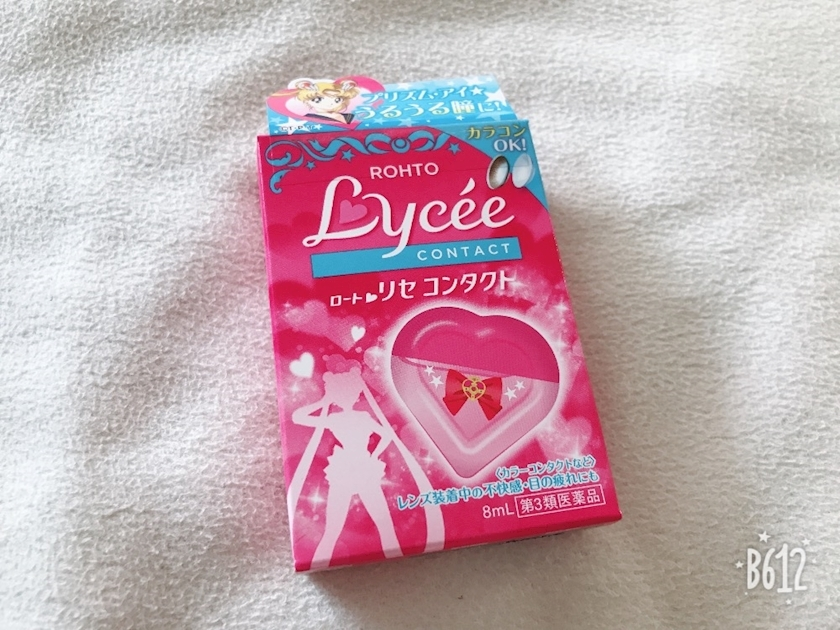 プリズム・アイ★
うるうる瞳に!
カラコン
OK!
ROHTO
Lycée
CONTACT
ロート リセ コンタクト
〈カラーコンタクトなど〉
レンズ装着中の不快感・目の疲れにも
8mL 第3類医薬品
B612